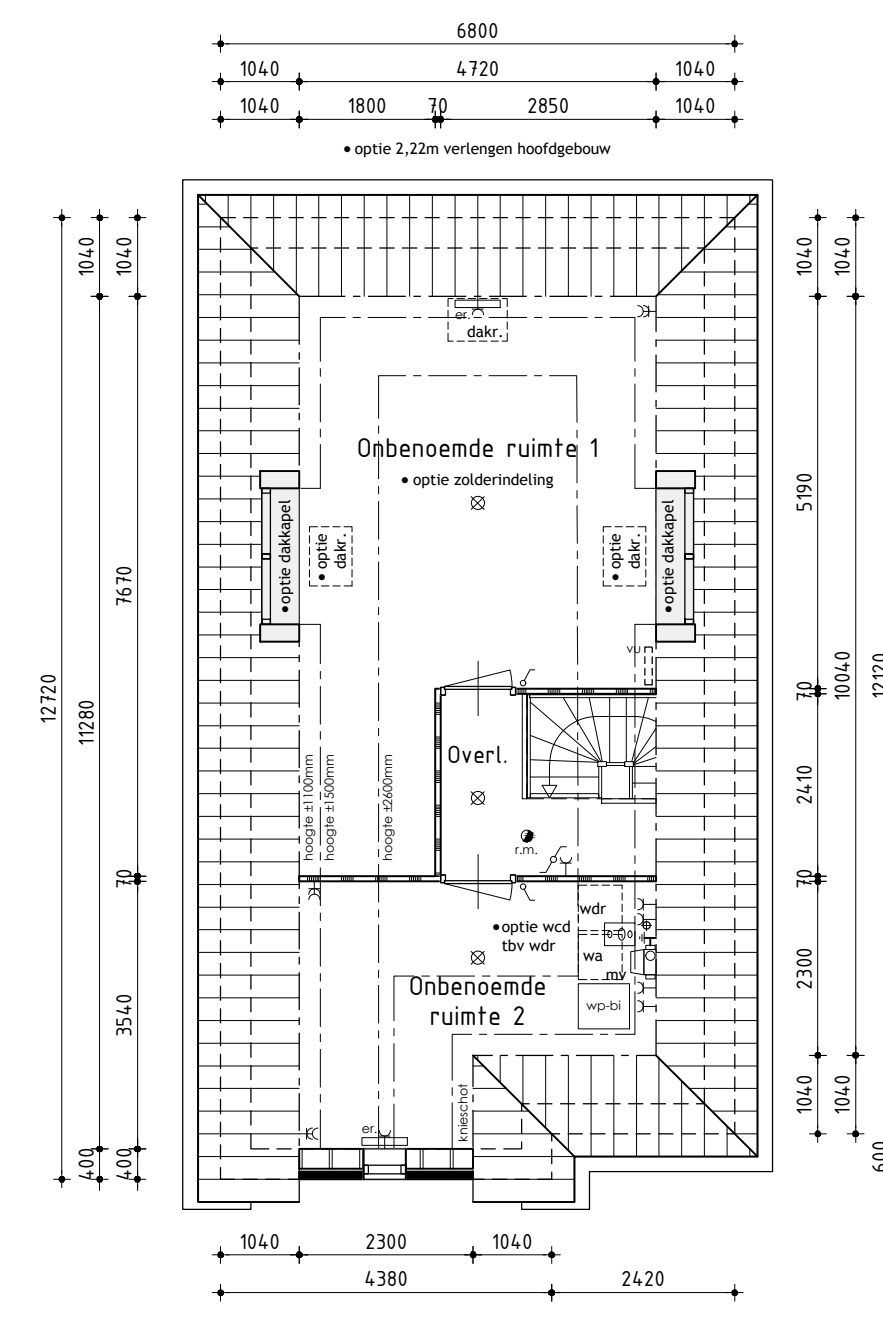 6800
1040 4720 1040
1040 1800 70 2850 1040
• optie 2,22m verlengen hoofdgebouw
1040 1040 1040 1040
er.
dakr.
Onbenoemde ruimte 1
• optie zolderindeling
5190
• optie dakkapel
• optie
dakr.
• optie
dakr.
• optie dakkapel
7670
vu
12720
11280
70
10040
12120
Overl.
hoogte ±1100mm
hoogte ±1500mm
hoogte ±2600mm
2410
r.m.
70
70
wdr
• optie wcd
tbv wdr
wa
mv
Onbenoemde
ruimte 2
wp-bi
2300
3540
knieschot
er.
1040 1040
400 400
600
1040 2300 1040
4380 2420